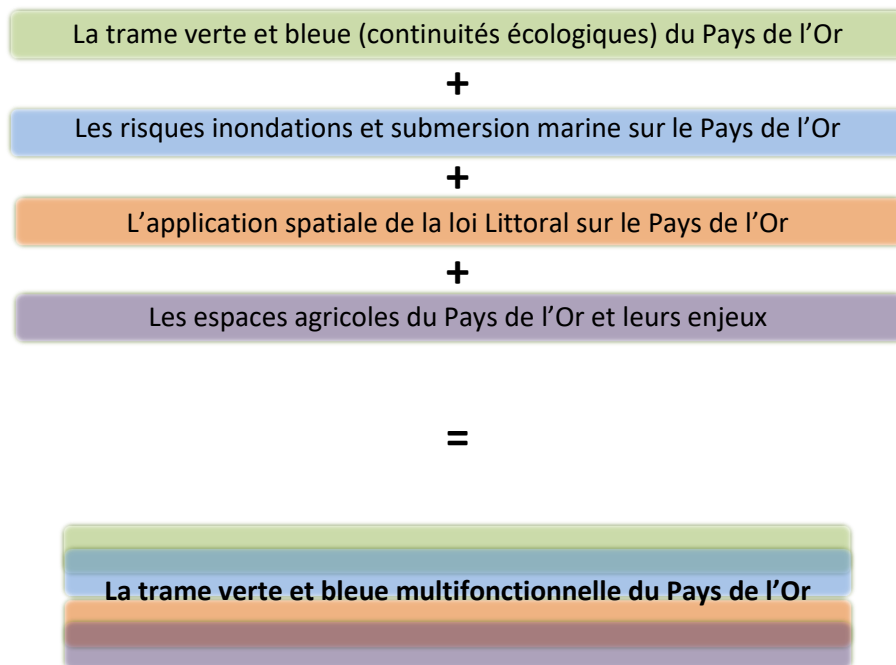 La trame verte et bleue (continuités écologiques) du Pays de l’Or
+
Les risques inondations et submersion marine sur le Pays de l’Or
+
L’application spatiale de la loi Littoral sur le Pays de l’Or
+
Les espaces agricoles du Pays de l’Or et leurs enjeux
=
La trame verte et bleue multifonctionnelle du Pays de l’Or